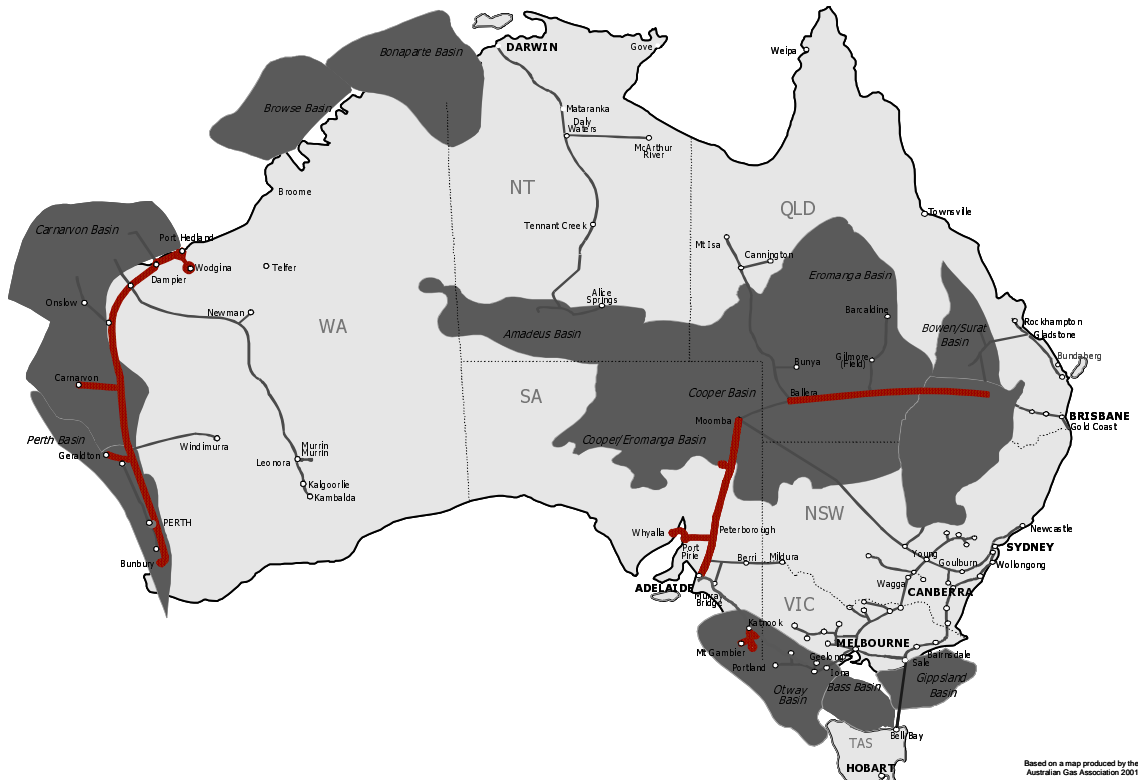 Bonaparte Basin
DARWIN
Gove
Weipa
Browse Basin
Mataranka
Daly
Waters
McArthur
River
Broome
NT
QLD
Townsville
Carnarvon Basin
Port Hedland
Tennant Creek
Mt Isa
Cannington
Wodgina
Telfer
Dampier
Eromanga Basin
Onslow
Newman
Alice
Springs
Barcaldine
Rockhampton
Gladstone
WA
Amadeus Basin
Bowen/Surat
Basin
Bundaberg
Bunya
Gilmore
(Field)
Carnarvon
SA
Cooper Basin
Ballera
Moomba
BRISBANE
Gold Coast
Perth Basin
Geraldton
Windimurra
Cooper/Eromanga Basin
Leonora
Murrin
Murrin
Kalgoorlie
Kambalda
PERTH
NSW
Newcastle
Whyalla
Peterborough
Port
Pirie
Bunbury
Berri
Mildura
Young
Goulburn
SYDNEY
Wollongong
Wagga
CANBERRA
ADELAIDE
Murray
Bridge
VIC
Katnook
Mt Gambier
MELBOURNE
Geelong
Bairnsdale
Sale
Portland
Iona
Otway
Basin
Bass Basin
Gippsland
Basin
Bell Bay
TAS
HOBART
Based on a map produced by the
Australian Gas Association 2001